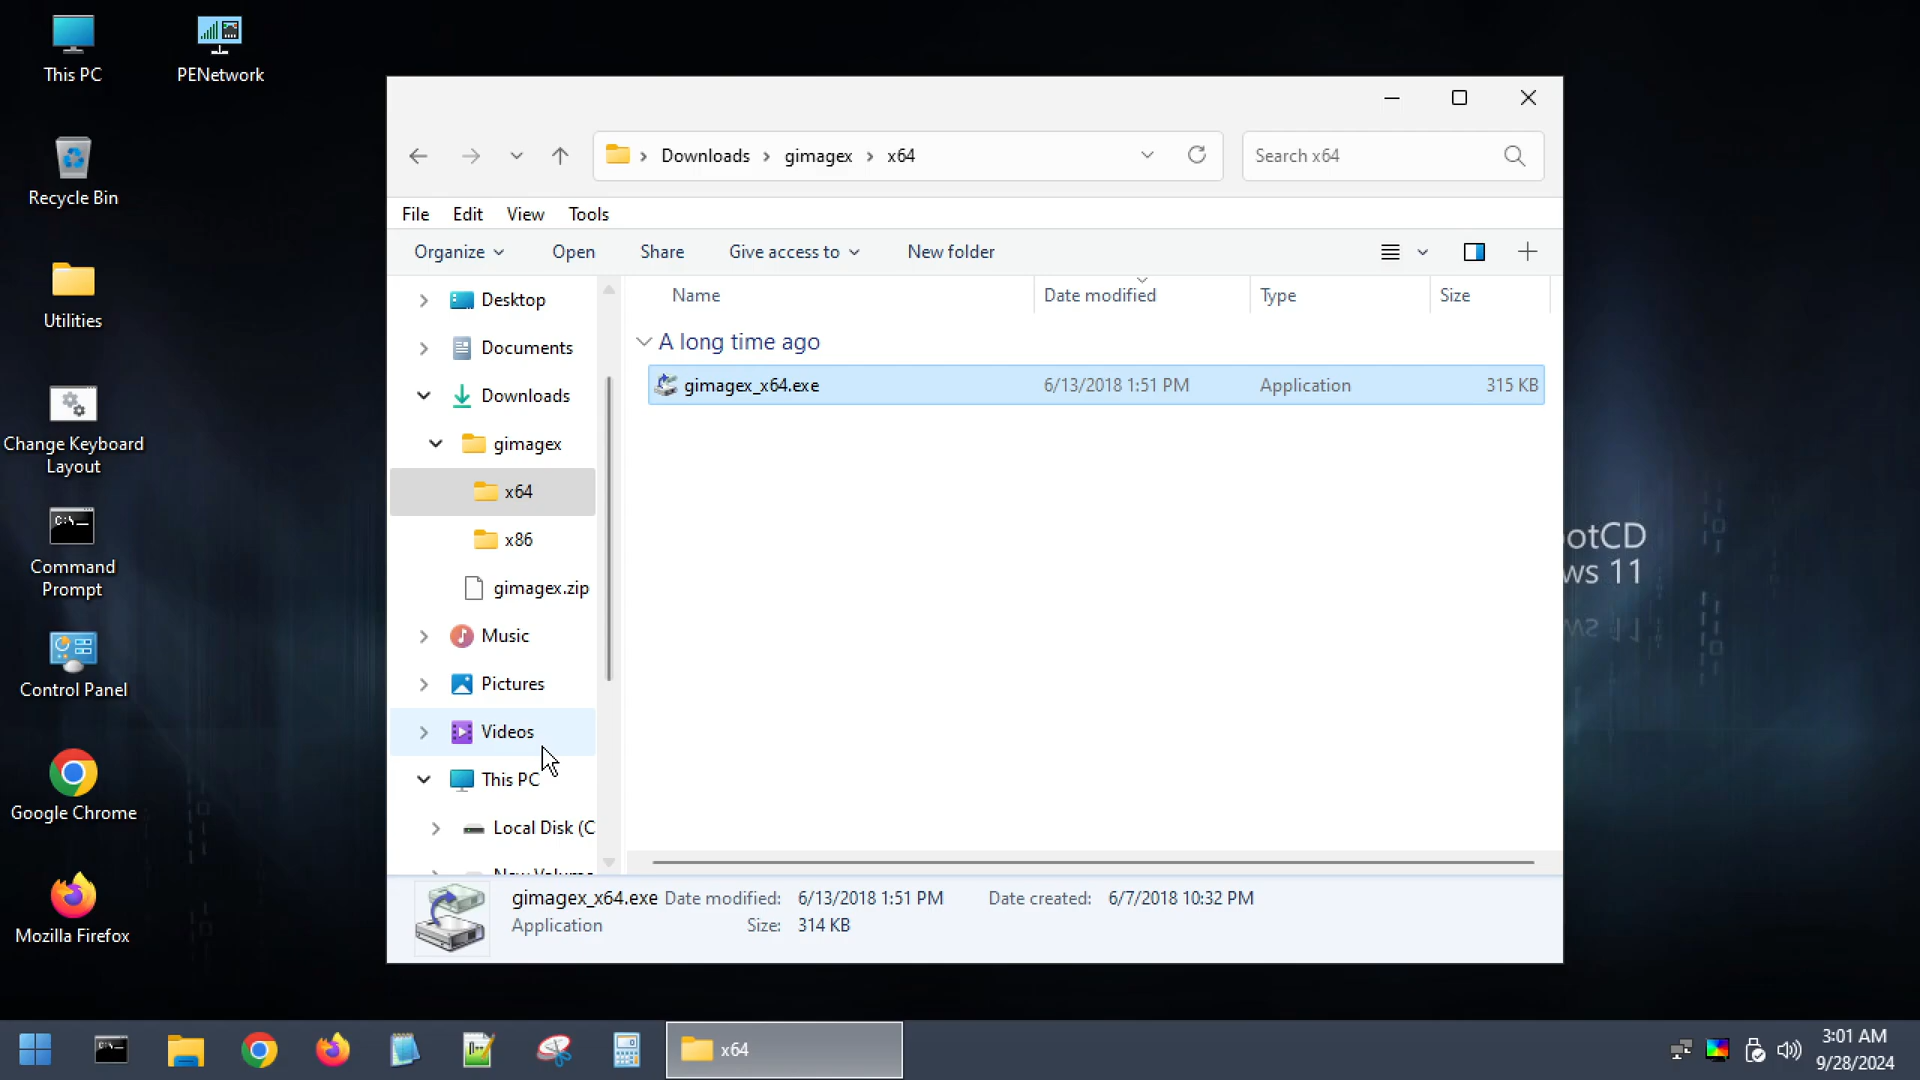 This PC
PENetwork
Recycle Bin
Utilities
Change Keyboard
Layout
Command
Prompt
Control Panel
Google Chrome
Mozilla Firefox
Downloads
gimagex
x64
Search x64
File
Edit
View
Tools
Organize
Open
Share
Give access to
New folder
Desktop
Documents
Downloads
gimagex
x64
x86
gimagex.zip
Music
Pictures
Videos
This PC
Local Disk (C
New Volume
Name
Date modified
Type
Size
A long time ago
gimagex_x64.exe
6/13/2018 1:51 PM
Application
315 KB
gimagex_x64.exe Date modified: 6/13/2018 1:51 PM Date created: 6/7/2018 10:32 PM
Application Size: 314 KB
otCD
ws 11
C:\
x64
3:01 AM
9/28/2024